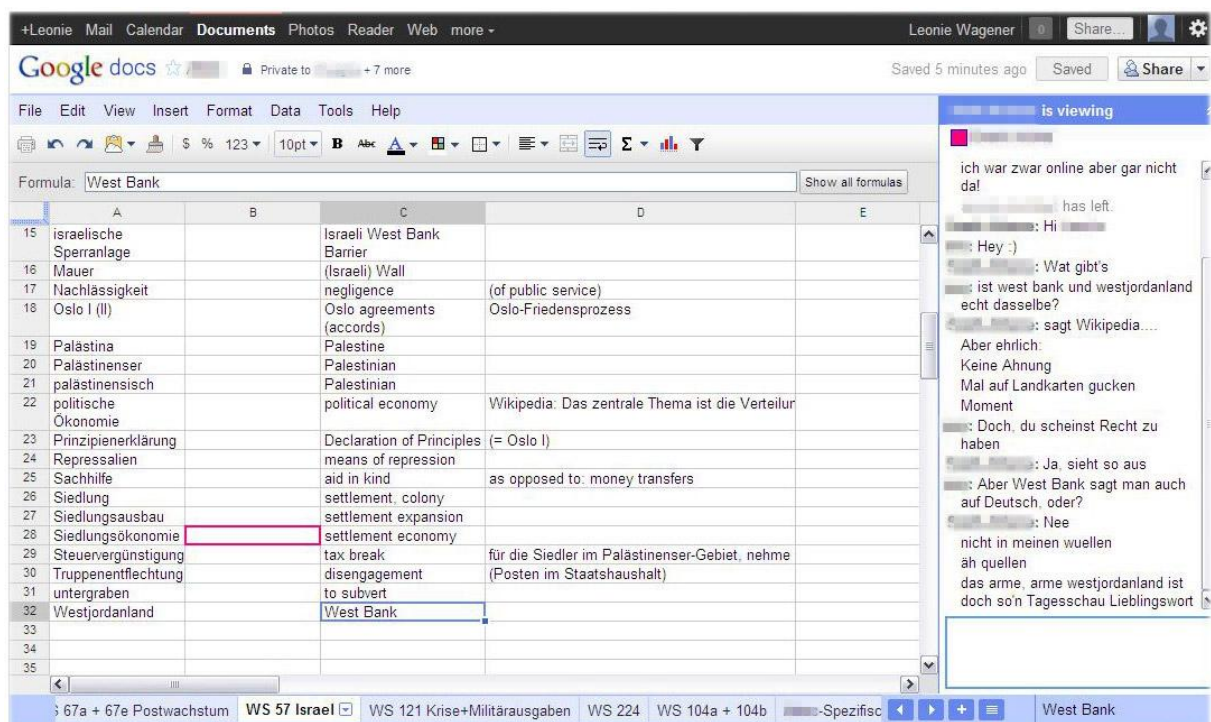 +Leonie Mail Calendar Documents Photos Reader Web more
Leonie Wagener 0 Share...
Google docs Private to + 7 more
Saved 5 minutes ago Saved Share
File Edit View Insert Format Data Tools Help
$ % 123 10pt B Abc A Σ
Formula: West Bank Show all formulas
A B C D E
15 israelische Israeli West Bank
Sperranlage Barrier
16 Mauer (Israeli) Wall
17 Nachlässigkeit negligence (of public service)
18 Oslo I (II) Oslo agreements Oslo-Friedensprozess
(accords)
19 Palästina Palestine
20 Palästinenser Palestinian
21 palästinensisch Palestinian
22 politische political economy Wikipedia: Das zentrale Thema ist die Verteilur
Ökonomie
23 Prinzipienerklärung Declaration of Principles (= Oslo I)
24 Repressalien means of repression
25 Sachhilfe aid in kind as opposed to: money transfers
26 Siedlung settlement, colony
27 Siedlungsausbau settlement expansion
28 Siedlungsökonomie settlement economy
29 Steuervergünstigung tax break für die Siedler im Palästinenser-Gebiet, nehme
30 Truppenentflechtung disengagement (Posten im Staatshaushalt)
31 untergraben to subvert
32 Westjordanland West Bank
33
34
35
67a + 67e Postwachstum WS 57 Israel WS 121 Krise+Militärausgaben WS 224 WS 104a + 104b -Spezifisc
is viewing
ich war zwar online aber gar nicht
da!
has left.
: Hi
: Hey :)
: Wat gibt's
: ist west bank und westjordanland
echt dasselbe?
: sagt Wikipedia....
Aber ehrlich:
Keine Ahnung
Mal auf Landkarten gucken
Moment
: Doch, du scheinst Recht zu
haben
: Ja, sieht so aus
: Aber West Bank sagt man auch
auf Deutsch, oder?
: Nee
nicht in meinen wuellen
äh quellen
das arme, arme westjordanland ist
doch so'n Tagesschau Lieblingswort
West Bank